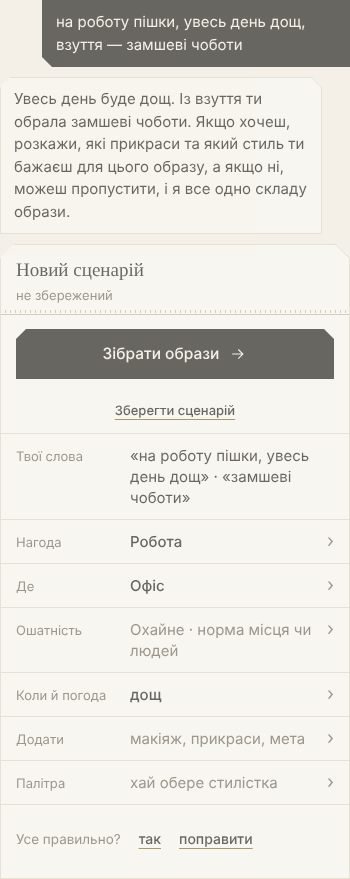 на роботу пішки, увесь день дощ,
взуття — замшеві чоботи
Увесь день буде дощ. Із взуття ти
обрала замшеві чоботи. Якщо хочеш,
розкажи, які прикраси та який стиль ти
бажаєш для цього образу, а якщо ні,
можеш пропустити, і я все одно складу
образи.
Новий сценарій
не збережений
Зібрати образи →
Зберегти сценарій
Твої слова «на роботу пішки, увесь
день дощ» · «замшеві
чоботи»
Нагода Робота ›
Де Офіс ›
Ошатність Охайне · норма місця чи ›
людей
Коли й погода дощ ›
Додати макіяж, прикраси, мета ›
Палітра хай обере стилістка ›
Усе правильно? так поправити